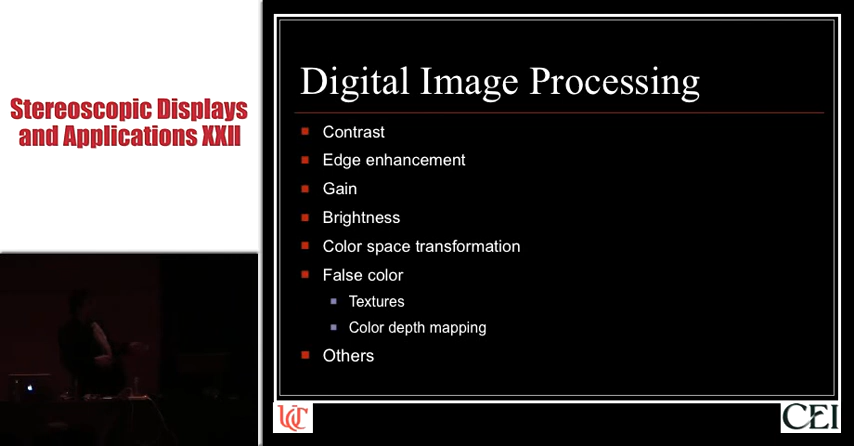 Stereoscopic Displays
and Applications XXII
Digital Image Processing
Contrast
Edge enhancement
Gain
Brightness
Color space transformation
False color
Textures
Color depth mapping
Others
UC
CEI